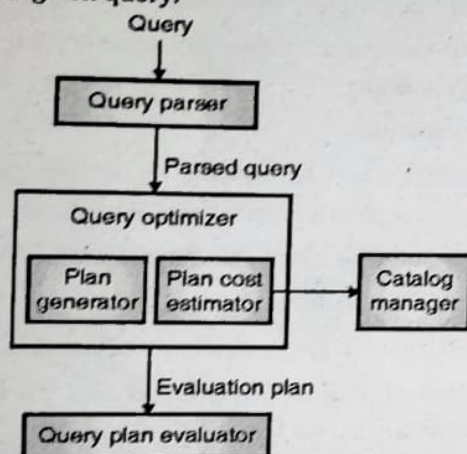 query,
Query
Query parser
Parsed query
Query optimizer
Plan
generator
Plan cost
estimator
Catalog
manager
Evaluation plan
Query plan evaluator